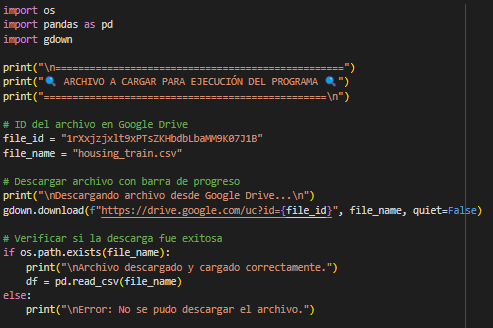 import os
import pandas as pd
import gdown
print("\n===================================================")
print("🔍 ARCHIVO A CARGAR PARA EJECUCIÓN DEL PROGRAMA 🔍")
print("==================================================\n")
# ID del archivo en Google Drive
file_id = "1rXxjzjxlt9xPTsZKHbdbLbaMM9K07J1B"
file_name = "housing_train.csv"
# Descargar archivo con barra de progreso
print("\nDescargando archivo desde Google Drive...\n")
gdown.download(f"https://drive.google.com/uc?id={file_id}", file_name, quiet=False)
# Verificar si la descarga fue exitosa
if os.path.exists(file_name):
    print("\nArchivo descargado y cargado correctamente.")
    df = pd.read_csv(file_name)
else:
    print("\nError: No se pudo descargar el archivo.")